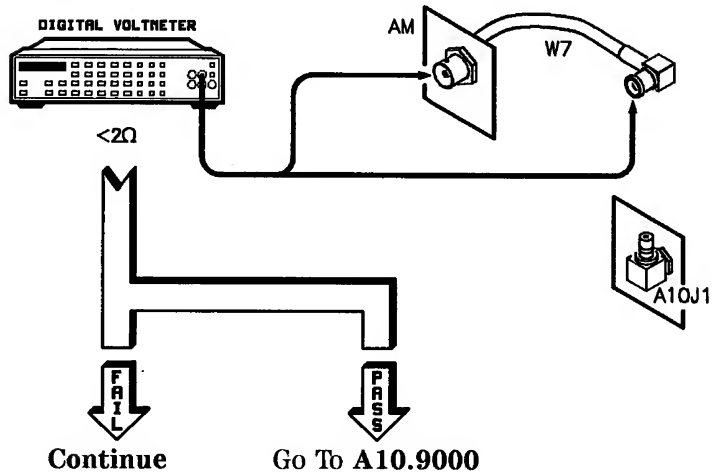 DIGITAL VOLTMETER
AM
W7
<2Ω
A10J1
FAIL
PASS
Continue
Go To A10.9000